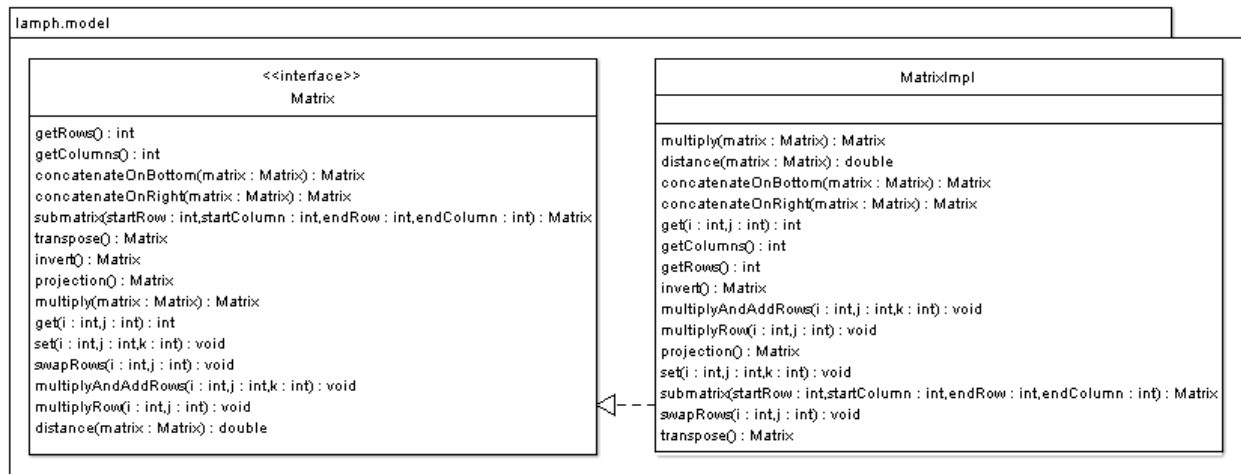 lamph.model
<<interface>>
Matrix
getRows() : int
getColumns() : int
concatenateOnBottom(matrix : Matrix) : Matrix
concatenateOnRight(matrix : Matrix) : Matrix
submatrix(startRow : int,startColumn : int,endRow : int,endColumn : int) : Matrix
transpose() : Matrix
invert() : Matrix
projection() : Matrix
multiply(matrix : Matrix) : Matrix
get(i : int,j : int) : int
set(i : int,j : int,k : int) : void
swapRows(i : int,j : int) : void
multiplyAndAddRows(i : int,j : int,k : int) : void
multiplyRow(i : int,j : int) : void
distance(matrix : Matrix) : double
MatrixImpl
multiply(matrix : Matrix) : Matrix
distance(matrix : Matrix) : double
concatenateOnBottom(matrix : Matrix) : Matrix
concatenateOnRight(matrix : Matrix) : Matrix
get(i : int,j : int) : int
getColumns() : int
getRows() : int
invert() : Matrix
multiplyAndAddRows(i : int,j : int,k : int) : void
multiplyRow(i : int,j : int) : void
projection() : Matrix
set(i : int,j : int,k : int) : void
submatrix(startRow : int,startColumn : int,endRow : int,endColumn : int) : Matrix
swapRows(i : int,j : int) : void
transpose() : Matrix